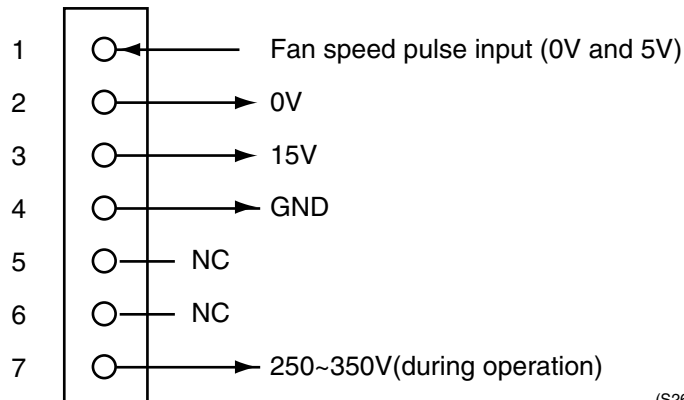 1 Fan speed pulse input (0V and 5V)
2 0V
3 15V
4 GND
5 NC
6 NC
7 250~350V(during operation)
(S26